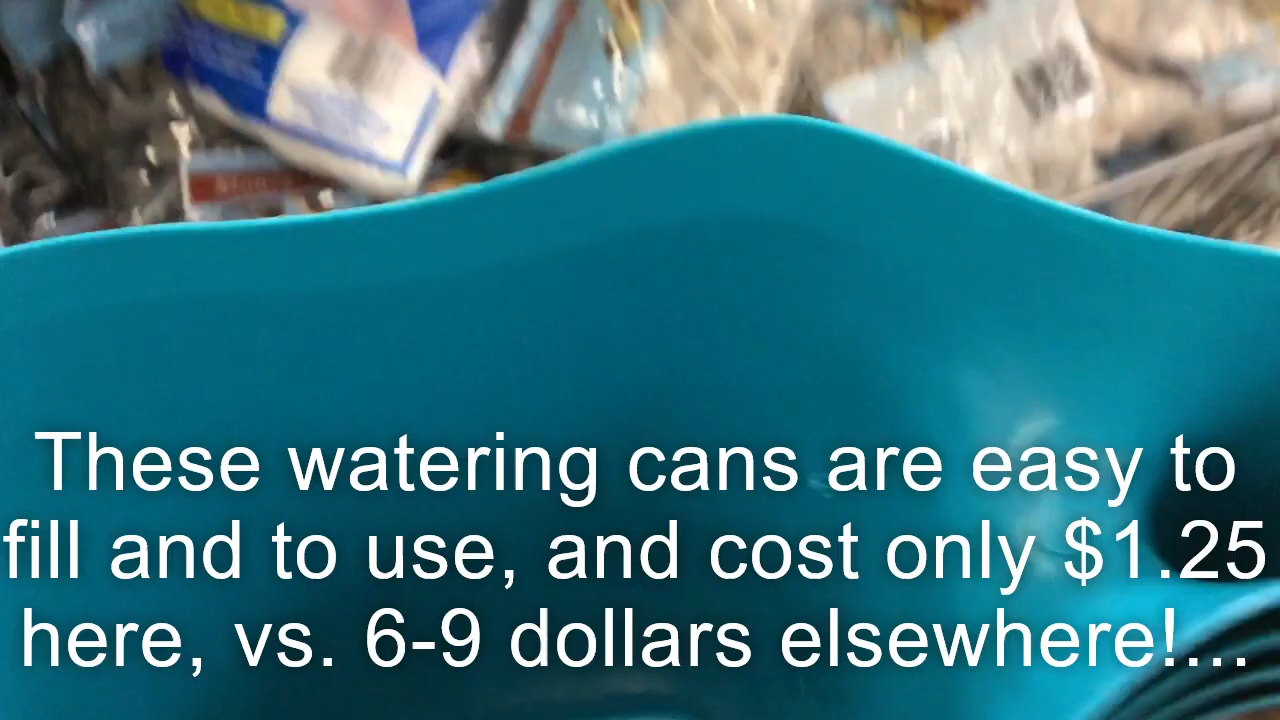 These watering cans are easy to
fill and to use, and cost only $1.25
here, vs. 6-9 dollars elsewhere!...